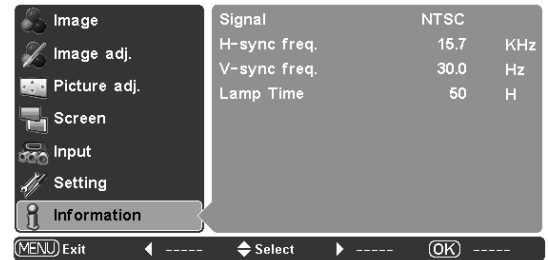 Image
Image adj.
Picture adj.
Screen
Input
Setting
Information
Signal NTSC
H-sync freq. 15.7 KHz
V-sync freq. 30.0 Hz
Lamp Time 50 H
MENU Exit ----- Select ----- OK -----